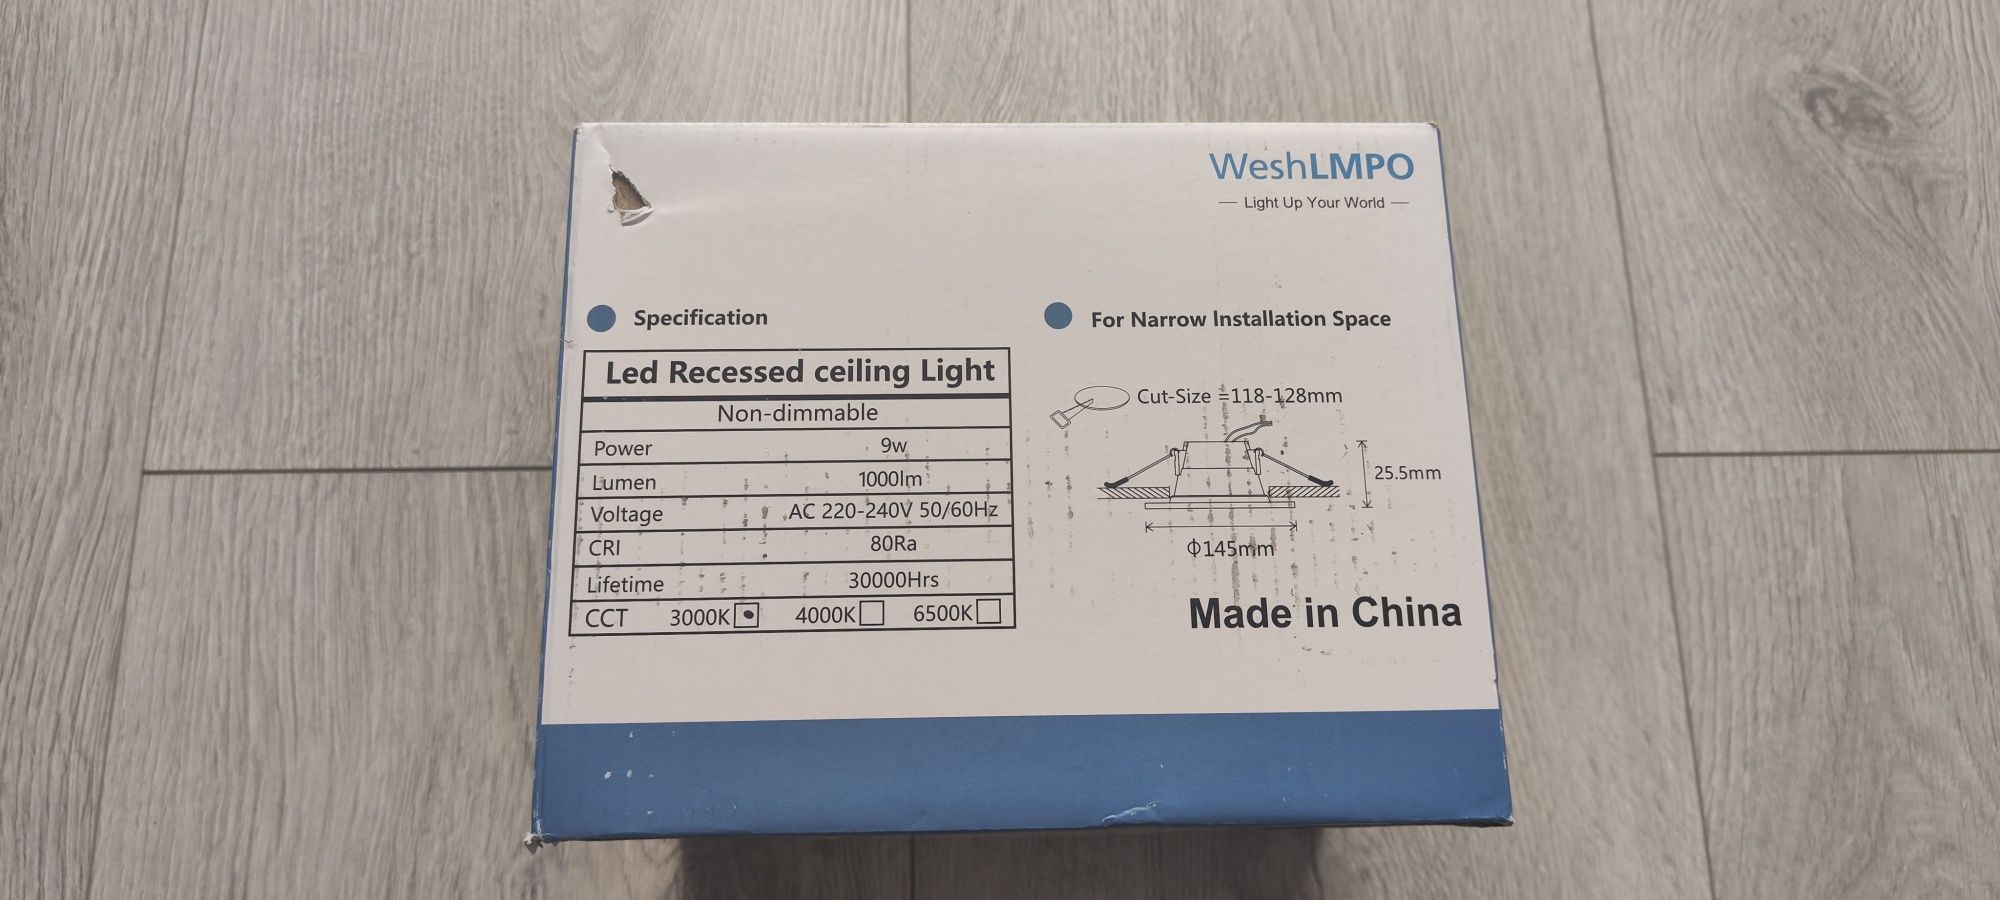 WeshLMPO
— Light Up Your World —
Specification
Led Recessed ceiling Light
Non-dimmable
Power 9w
Lumen 1000lm
Voltage AC 220-240V 50/60Hz
CRI 80Ra
Lifetime 30000Hrs
CCT 3000K 4000K 6500K
For Narrow Installation Space
Cut-Size =118-128mm
25.5mm
Φ145mm
Made in China